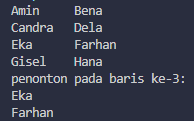 Amin    Bena
Candra  Dela
Eka     Farhan
Gisel   Hana
penonton pada baris ke-3:
Eka
Farhan